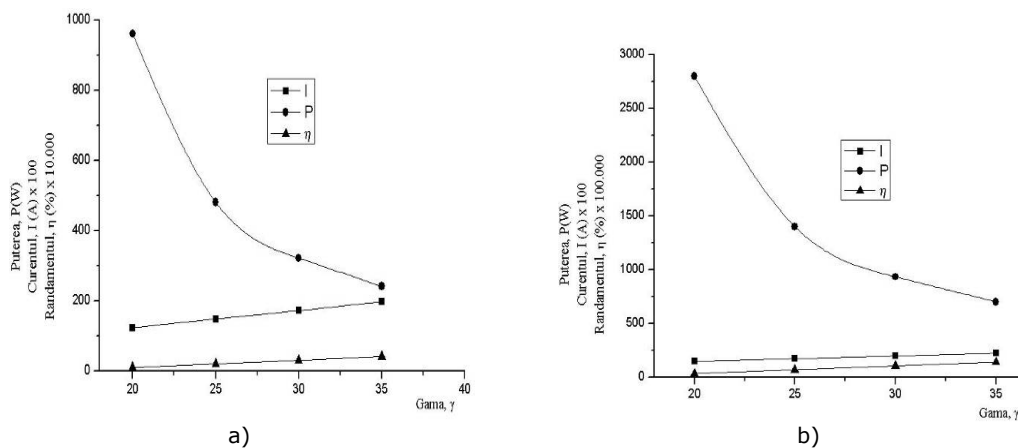 1000
800
600
400
200
0
20
25
30
35
40
Puterea, P(W)
Curentul, I (A) x 100
Randamentul, η (%) x 10.000
I
P
η
Gama, γ
a)
3000
2500
2000
1500
1000
500
0
20
25
30
35
Puterea, P(W)
Curentul, I (A) x 100
Randamentul, η (%) x 100.000
I
P
η
Gama, γ
b)